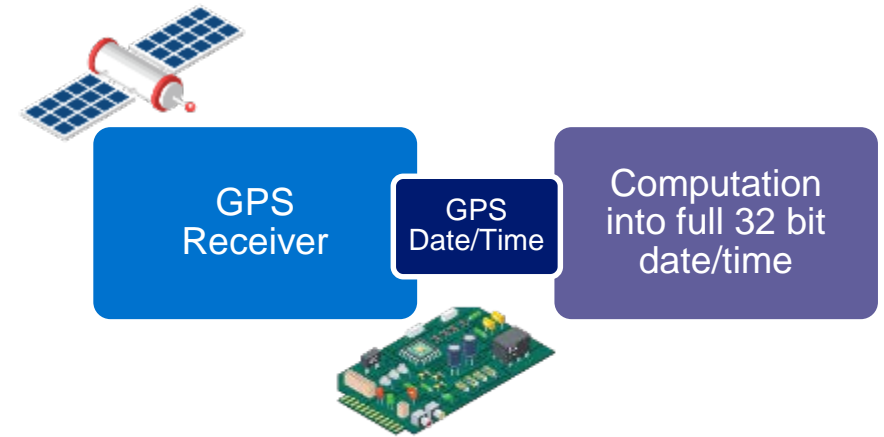 GPS
Receiver
GPS
Date/Time
Computation
into full 32 bit
date/time